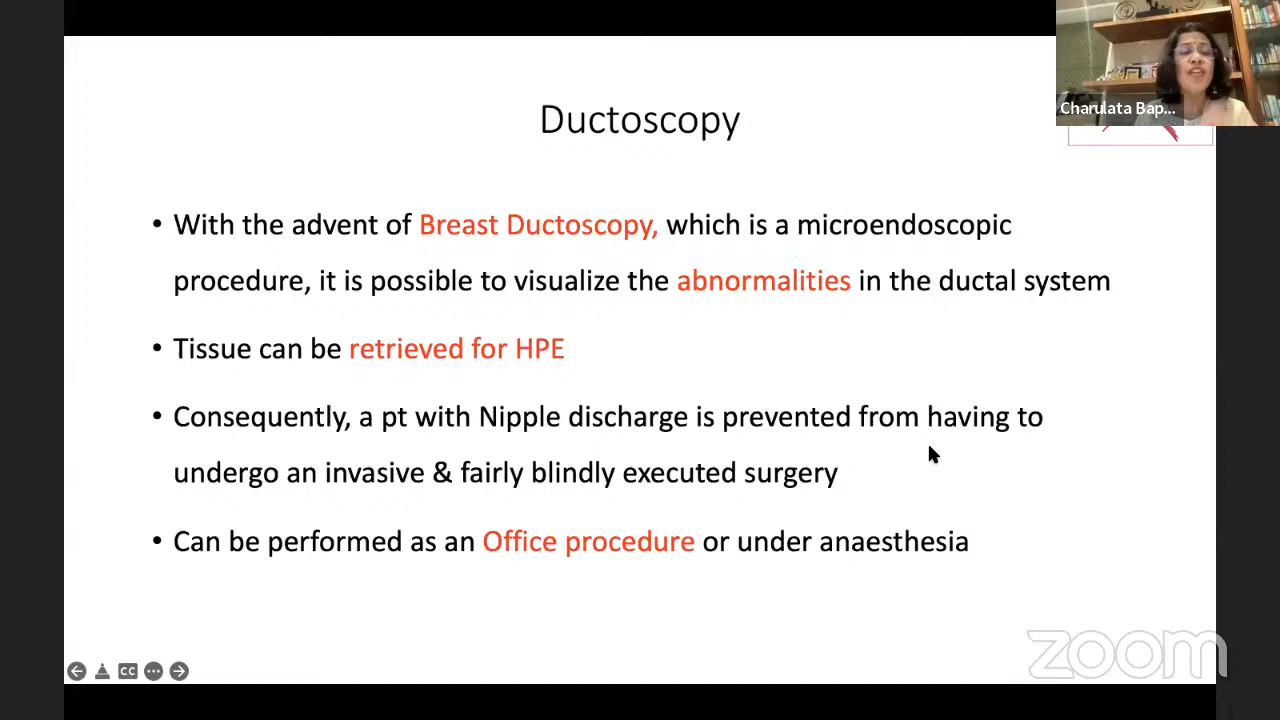 Ductoscopy
Charulata Bap...
• With the advent of Breast Ductoscopy, which is a microendoscopic
procedure, it is possible to visualize the abnormalities in the ductal system
• Tissue can be retrieved for HPE
• Consequently, a pt with Nipple discharge is prevented from having to
undergo an invasive & fairly blindly executed surgery
• Can be performed as an Office procedure or under anaesthesia
CC
zoom